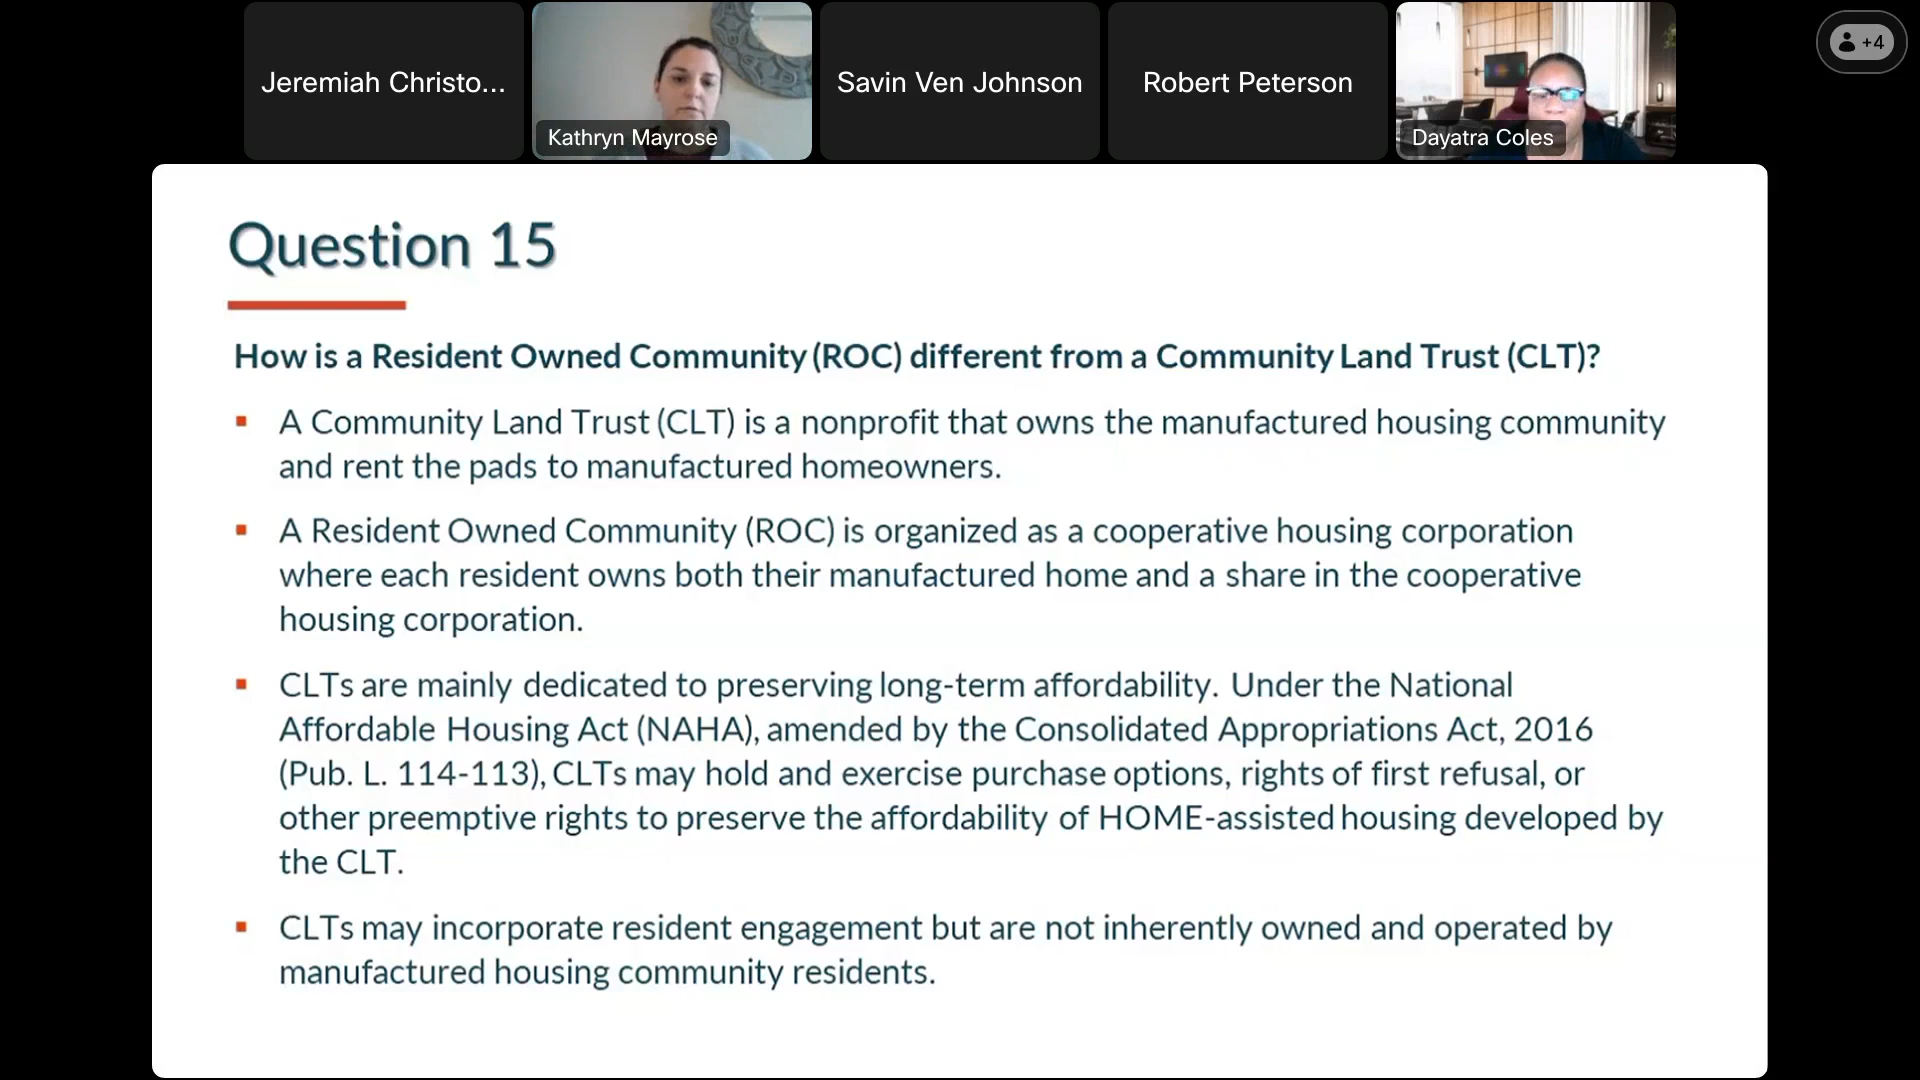 Jeremiah Christo...
Kathryn Mayrose
Savin Ven Johnson
Robert Peterson
Dayatra Coles
+4
Question 15
How is a Resident Owned Community (ROC) different from a Community Land Trust (CLT)?
▪ A Community Land Trust (CLT) is a nonprofit that owns the manufactured housing community
and rent the pads to manufactured homeowners.
▪ A Resident Owned Community (ROC) is organized as a cooperative housing corporation
where each resident owns both their manufactured home and a share in the cooperative
housing corporation.
▪ CLTs are mainly dedicated to preserving long-term affordability. Under the National
Affordable Housing Act (NAHA), amended by the Consolidated Appropriations Act, 2016
(Pub. L. 114-113), CLTs may hold and exercise purchase options, rights of first refusal, or
other preemptive rights to preserve the affordability of HOME-assisted housing developed by
the CLT.
▪ CLTs may incorporate resident engagement but are not inherently owned and operated by
manufactured housing community residents.